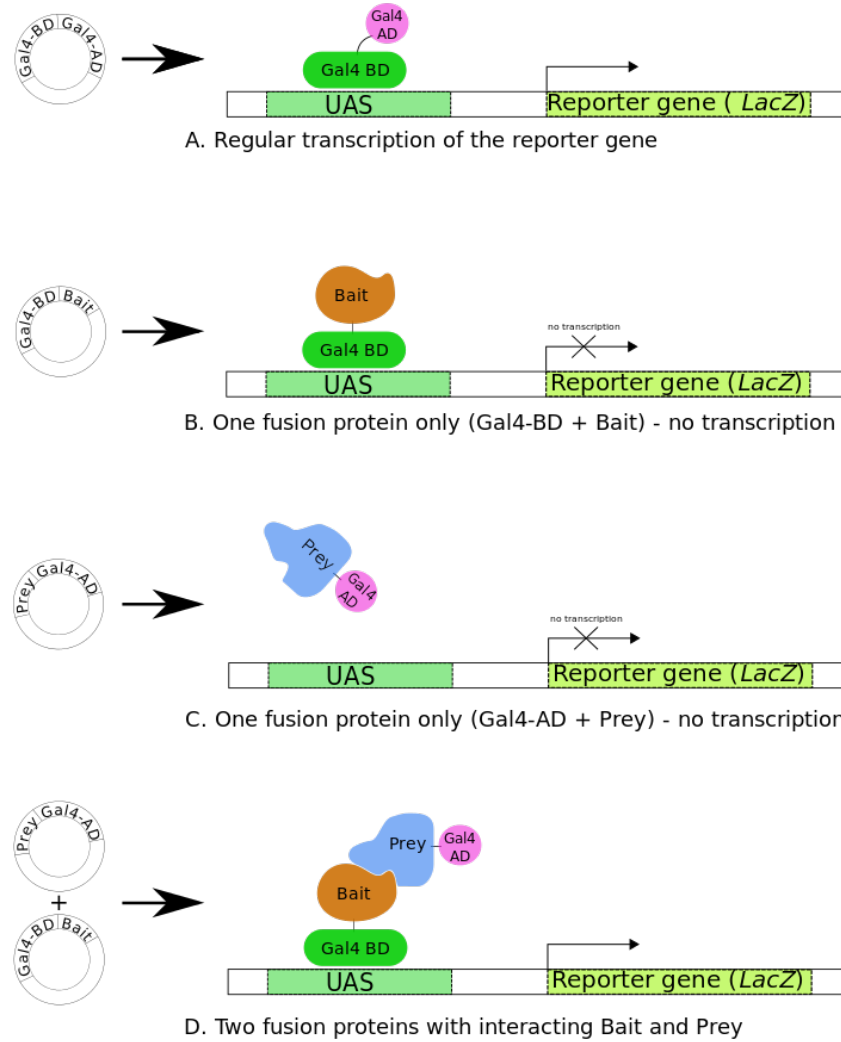 Gal4-BD Gal4-AD
Gal4
AD
Gal4 BD
UAS
Reporter gene ( LacZ)
A. Regular transcription of the reporter gene
Gal4-BD Bait
Bait
no transcription
Gal4 BD
UAS
Reporter gene (LacZ)
B. One fusion protein only (Gal4-BD + Bait) - no transcription
Prey Gal4-AD
Prey
Gal4
AD
no transcription
UAS
Reporter gene (LacZ)
C. One fusion protein only (Gal4-AD + Prey) - no transcription
Prey Gal4-AD
+
Gal4-BD Bait
Prey
Gal4
AD
Bait
Gal4 BD
UAS
Reporter gene (LacZ)
D. Two fusion proteins with interacting Bait and Prey